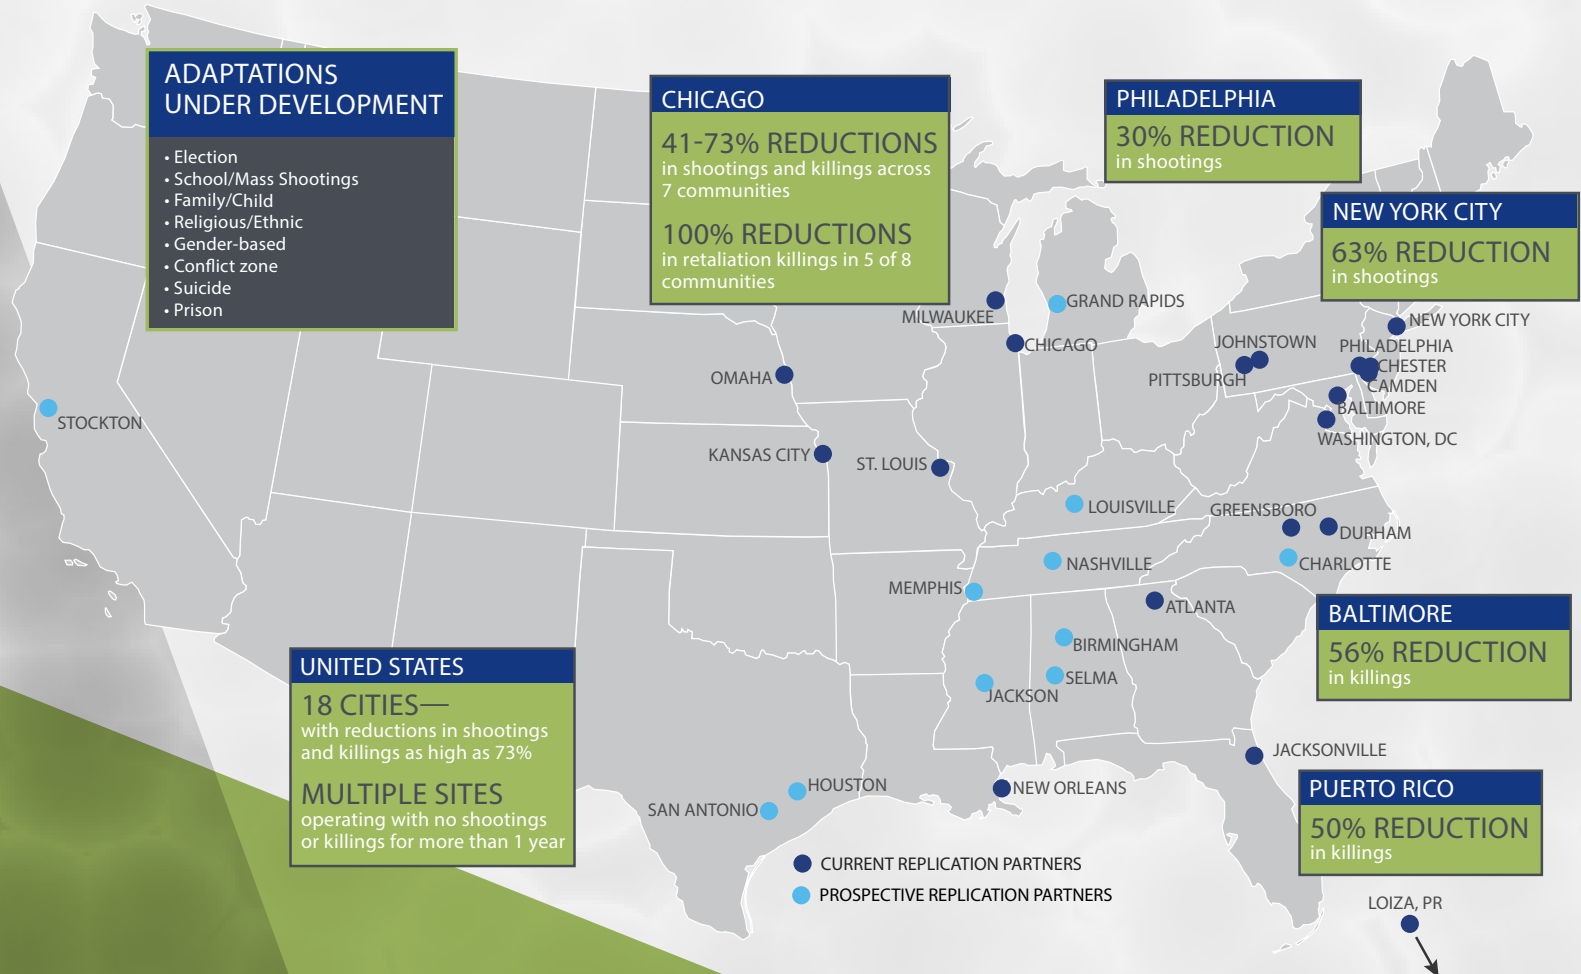 ADAPTATIONS
UNDER DEVELOPMENT
• Election
• School/Mass Shootings
• Family/Child
• Religious/Ethnic
• Gender-based
• Conflict zone
• Suicide
• Prison
CHICAGO
41-73% REDUCTIONS
in shootings and killings across
7 communities
100% REDUCTIONS
in retaliation killings in 5 of 8
communities
PHILADELPHIA
30% REDUCTION
in shootings
NEW YORK CITY
63% REDUCTION
in shootings
MILWAUKEE
GRAND RAPIDS
CHICAGO
NEW YORK CITY
JOHNSTOWN
PHILADELPHIA
PITTSBURGH
CHESTER
CAMDEN
OMAHA
BALTIMORE
STOCKTON
WASHINGTON, DC
KANSAS CITY
ST. LOUIS
LOUISVILLE
GREENSBORO
DURHAM
NASHVILLE
CHARLOTTE
MEMPHIS
ATLANTA
BIRMINGHAM
SELMA
JACKSON
BALTIMORE
56% REDUCTION
in killings
UNITED STATES
18 CITIES—
with reductions in shootings
and killings as high as 73%
MULTIPLE SITES
operating with no shootings
or killings for more than 1 year
JACKSONVILLE
HOUSTON
SAN ANTONIO
NEW ORLEANS
PUERTO RICO
50% REDUCTION
in killings
CURRENT REPLICATION PARTNERS
PROSPECTIVE REPLICATION PARTNERS
LOIZA, PR